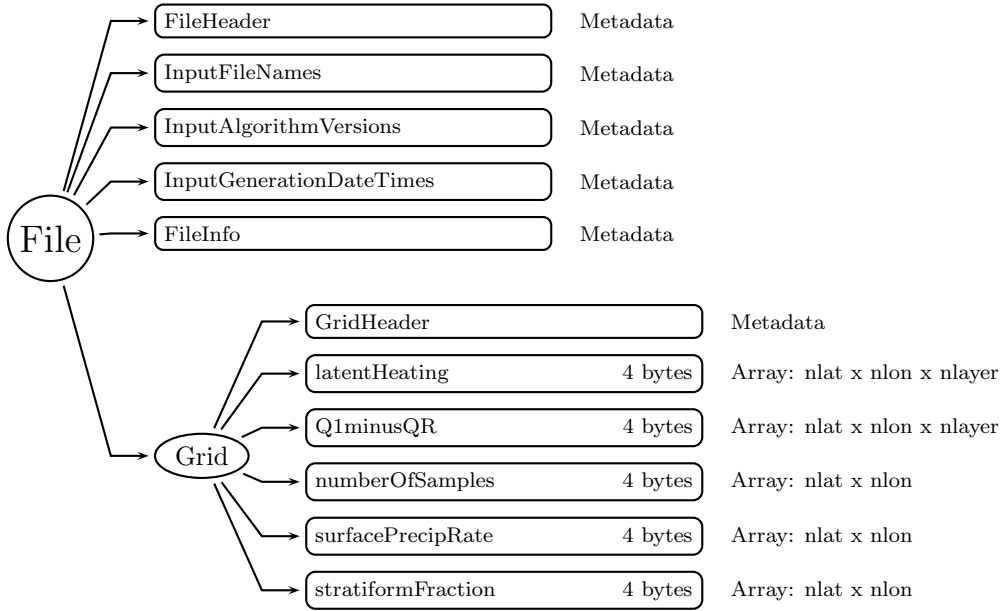 FileHeader Metadata
InputFileNames Metadata
InputAlgorithmVersions Metadata
InputGenerationDateTimes Metadata
File
FileInfo Metadata
GridHeader Metadata
latentHeating 4 bytes Array: nlat x nlon x nlayer
Q1minusQR 4 bytes Array: nlat x nlon x nlayer
Grid
numberOfSamples 4 bytes Array: nlat x nlon
surfacePrecipRate 4 bytes Array: nlat x nlon
stratiformFraction 4 bytes Array: nlat x nlon